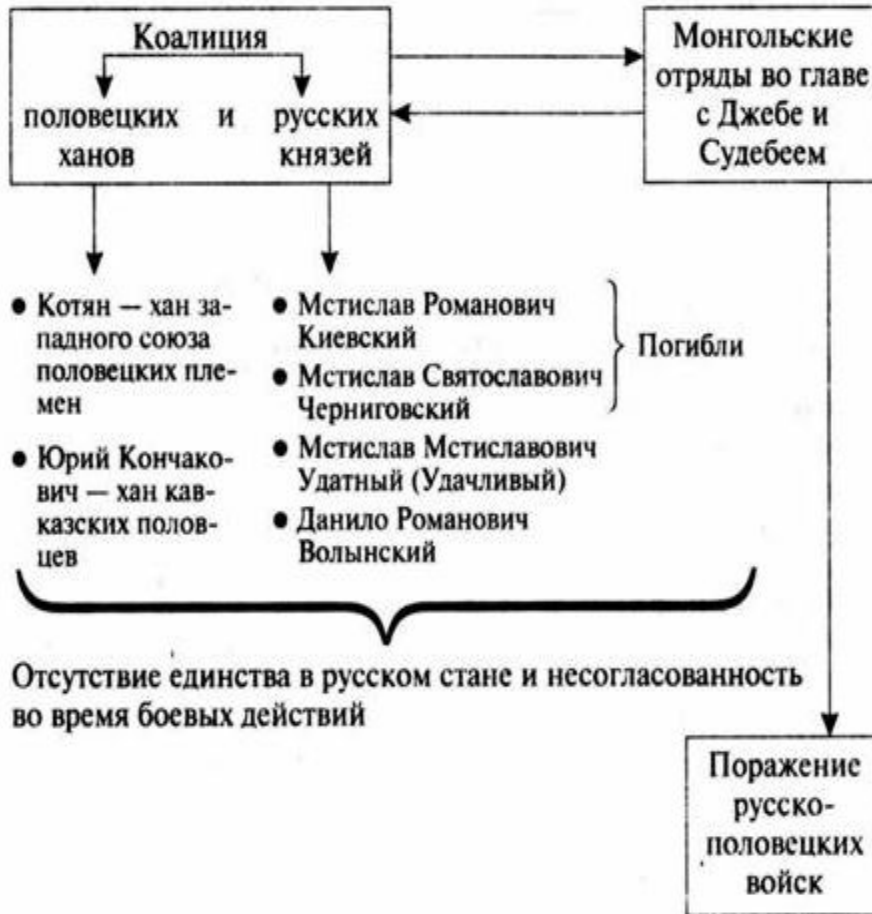 Коалиция
половецких и русских
ханов князей
Монгольские
отряды во главе
с Джебе и
Судебеем
● Котян — хан за-
падного союза
половецких пле-
мен
● Юрий Кончако-
вич — хан кав-
казских полов-
цев
● Мстислав Романович
Киевский
● Мстислав Святославович
Черниговский
● Мстислав Мстиславович
Удатный (Удачливый)
● Данило Романович
Волынский
Погибли
Отсутствие единства в русском стане и несогласованность
во время боевых действий
Поражение
русско-
половецких
войск